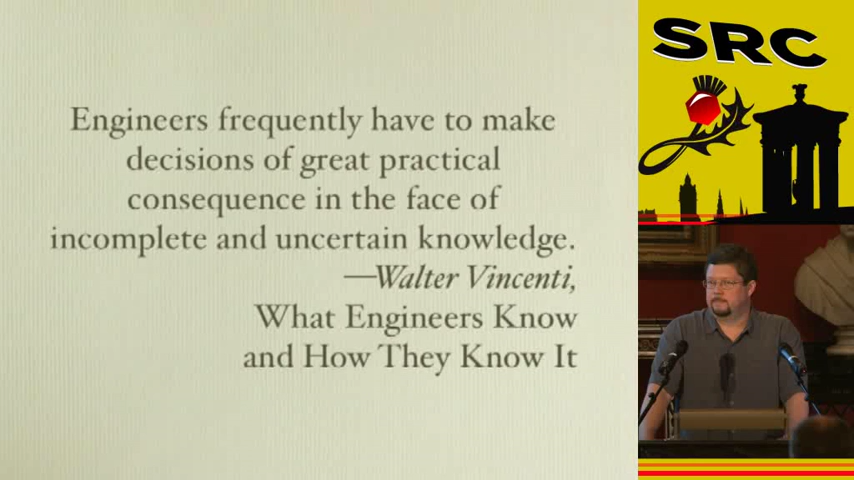 Engineers frequently have to make
decisions of great practical
consequence in the face of
incomplete and uncertain knowledge.
—Walter Vincenti,
What Engineers Know
and How They Know It
SRC